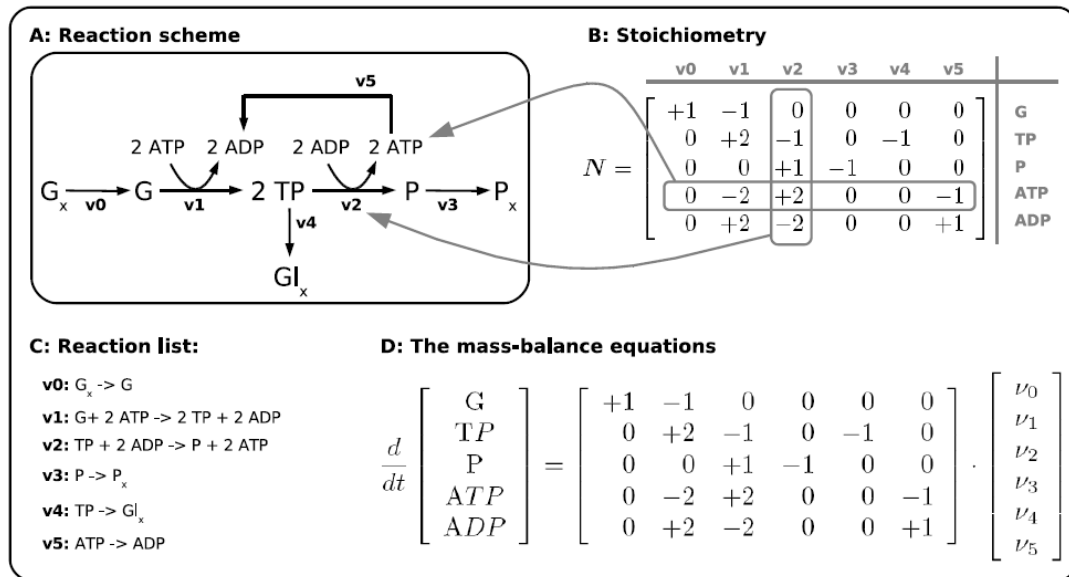 A: Reaction scheme
v5
2 ATP 2 ADP 2 ADP 2 ATP
Gₓ G 2 TP P Pₓ
v0 v1 v2 v3
v4
Glₓ
B: Stoichiometry
v0 v1 v2 v3 v4 v5
+1 −1 0 0 0 0 G
0 +2 −1 0 −1 0 TP
N = 0 0 +1 −1 0 0 P
0 −2 +2 0 0 −1 ATP
0 +2 −2 0 0 +1 ADP
C: Reaction list:
v0: Gₓ -> G
v1: G+ 2 ATP -> 2 TP + 2 ADP
v2: TP + 2 ADP -> P + 2 ATP
v3: P -> Pₓ
v4: TP -> Glₓ
v5: ATP -> ADP
D: The mass-balance equations
d/dt [G TP P ATP ADP] =
+1 −1 0 0 0 0
0 +2 −1 0 −1 0
0 0 +1 −1 0 0
0 −2 +2 0 0 −1
0 +2 −2 0 0 +1
·
ν₀
ν₁
ν₂
ν₃
ν₄
ν₅